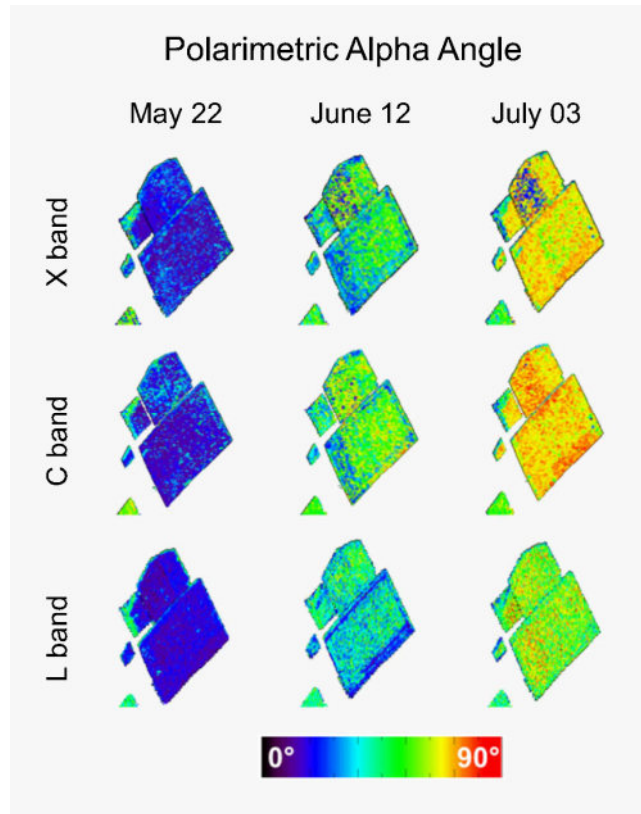 Polarimetric Alpha Angle
May 22 June 12 July 03
X band
C band
L band
0° 90°